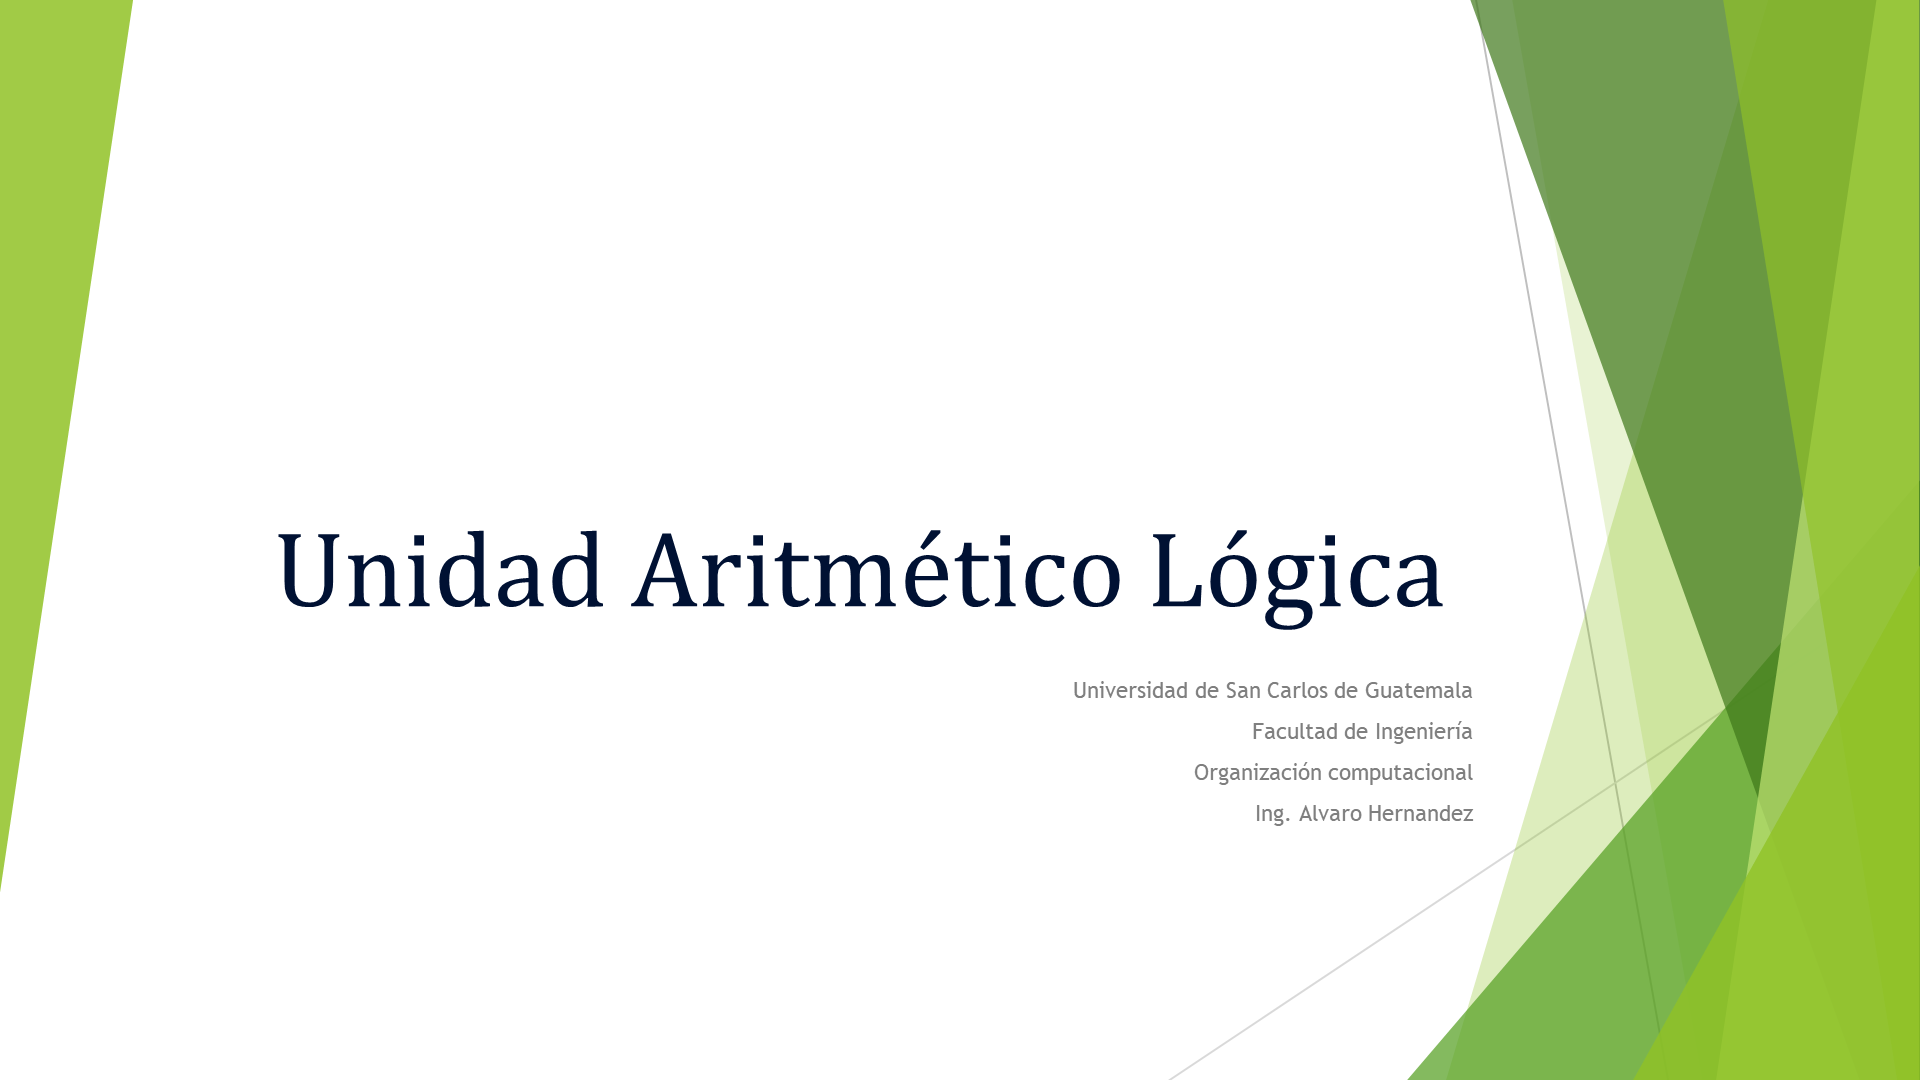 Unidad Aritmético Lógica
Universidad de San Carlos de Guatemala
Facultad de Ingeniería
Organización computacional
Ing. Alvaro Hernandez